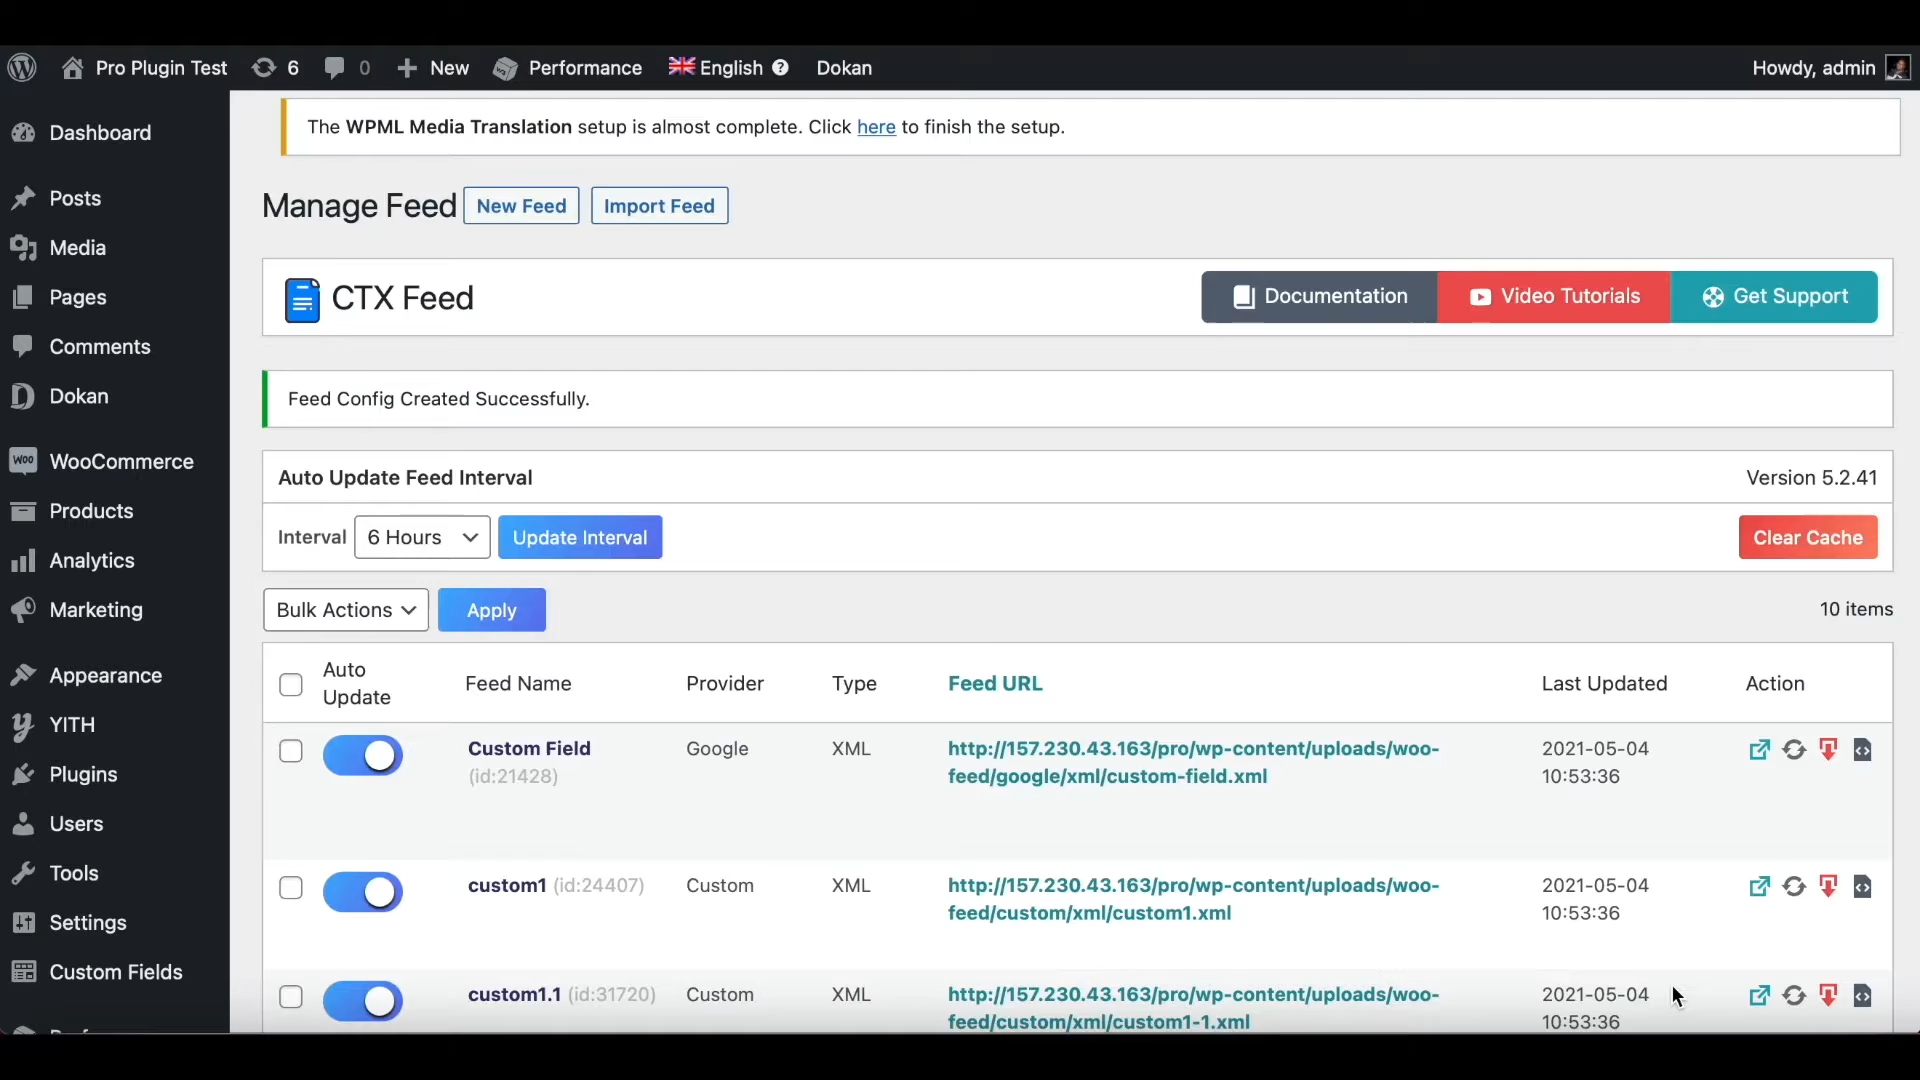 Pro Plugin Test 6 0 New Performance English ? Dokan Howdy, admin
The WPML Media Translation setup is almost complete. Click here to finish the setup.
Dashboard
Posts
Media
Pages
Comments
Dokan
WooCommerce
Products
Analytics
Marketing
Appearance
YITH
Plugins
Users
Tools
Settings
Custom Fields
Manage Feed New Feed Import Feed
CTX Feed Documentation Video Tutorials Get Support
Feed Config Created Successfully.
Auto Update Feed Interval Version 5.2.41
Interval 6 Hours Update Interval Clear Cache
Bulk Actions Apply 10 items
Auto
Update Feed Name Provider Type Feed URL Last Updated Action
Custom Field Google XML http://157.230.43.163/pro/wp-content/uploads/woo- 2021-05-04
(id:21428) feed/google/xml/custom-field.xml 10:53:36
custom1 (id:24407) Custom XML http://157.230.43.163/pro/wp-content/uploads/woo- 2021-05-04
feed/custom/xml/custom1.xml 10:53:36
custom1.1 (id:31720) Custom XML http://157.230.43.163/pro/wp-content/uploads/woo- 2021-05-04
feed/custom/xml/custom1-1.xml 10:53:36